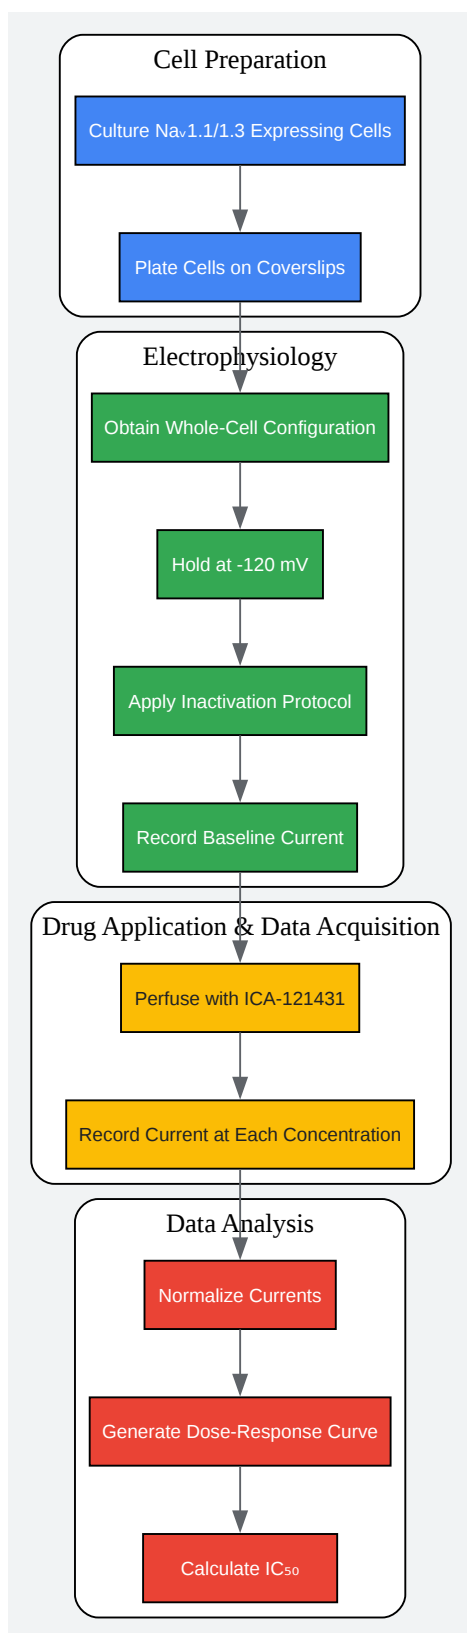 Cell Preparation
Culture Naᵥ1.1/1.3 Expressing Cells
Plate Cells on Coverslips
Electrophysiology
Obtain Whole-Cell Configuration
Hold at -120 mV
Apply Inactivation Protocol
Record Baseline Current
Drug Application & Data Acquisition
Perfuse with ICA-121431
Record Current at Each Concentration
Data Analysis
Normalize Currents
Generate Dose-Response Curve
Calculate IC₅₀